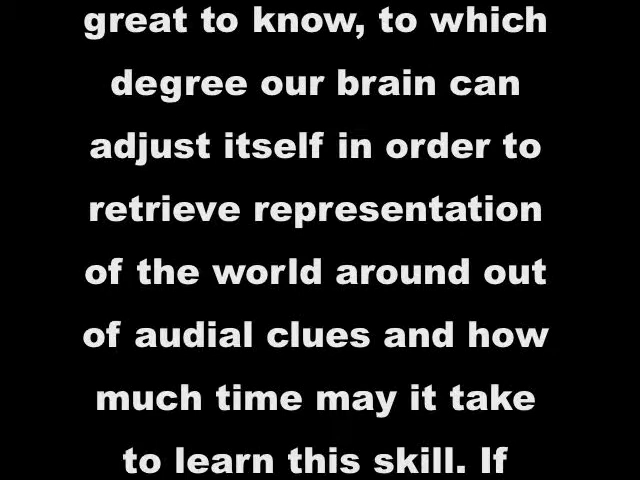 great to know, to which
degree our brain can
adjust itself in order to
retrieve representation
of the world around out
of audial clues and how
much time may it take
to learn this skill. If